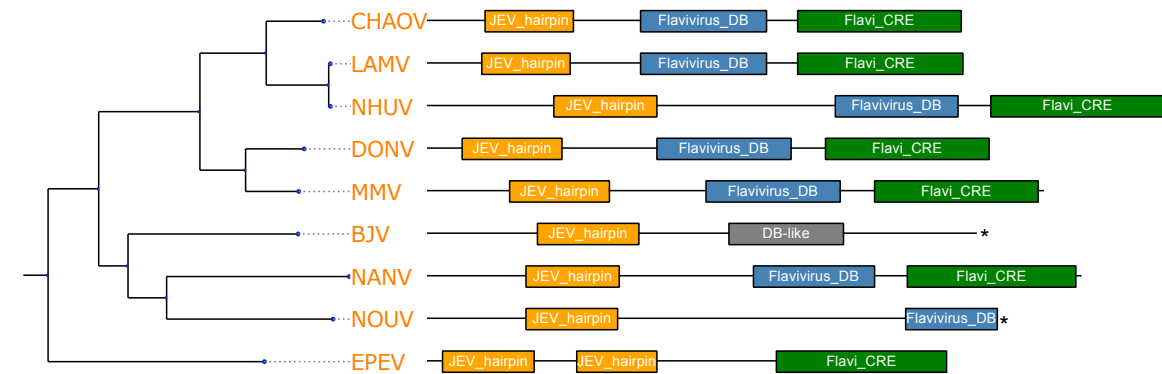 CHAOV JEV_hairpin Flavivirus_DB Flavi_CRE
LAMV JEV_hairpin Flavivirus_DB Flavi_CRE
NHUV JEV_hairpin Flavivirus_DB Flavi_CRE
DONV JEV_hairpin Flavivirus_DB Flavi_CRE
MMV JEV_hairpin Flavivirus_DB Flavi_CRE
BJV JEV_hairpin DB-like *
NANV JEV_hairpin Flavivirus_DB Flavi_CRE
NOUV JEV_hairpin Flavivirus_DB *
EPEV JEV_hairpin JEV_hairpin Flavi_CRE